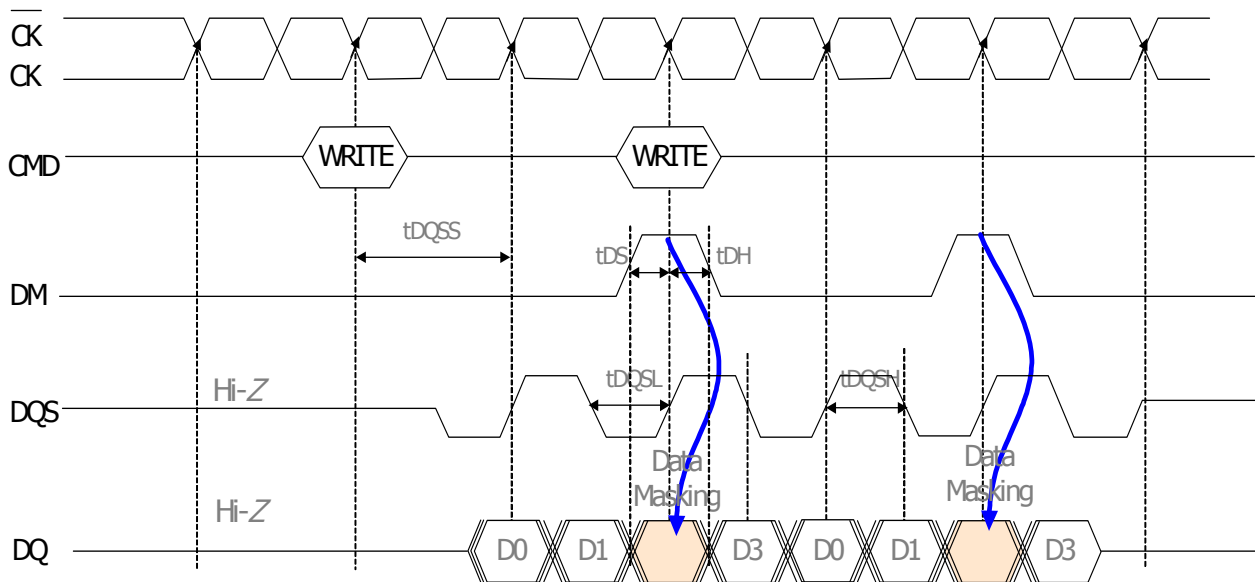 CK
CK
CMD
WRITE
WRITE
tDQSS
tDS
tDH
DM
Hi-Z
tDQSL
tDQSH
DQS
Data
Masking
Data
Masking
Hi-Z
DQ
D0
D1
D3
D0
D1
D3